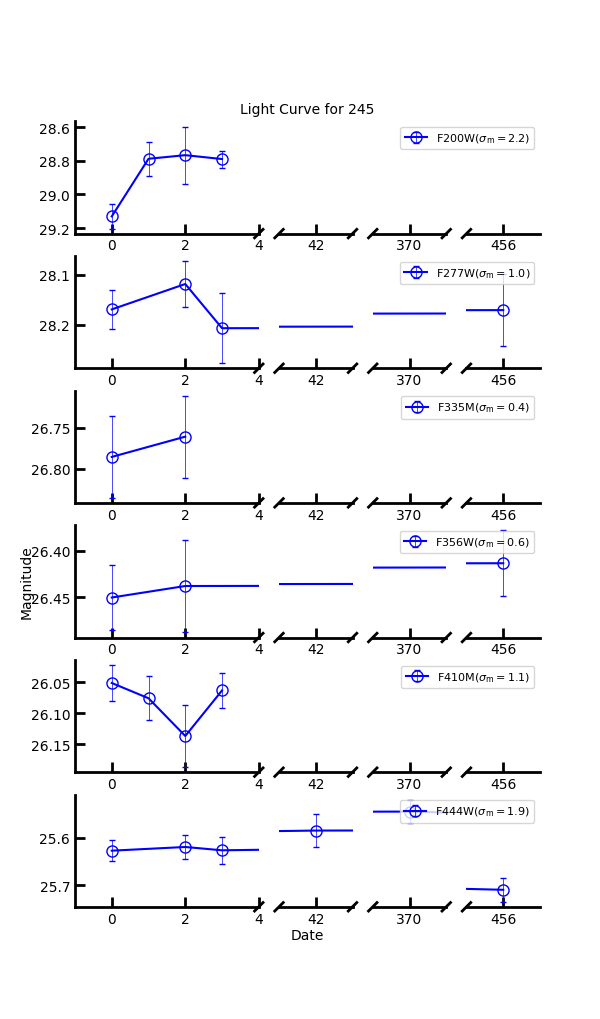 Light Curve for 245
28.6
28.8
29.0
29.2
F200W(σm = 2.2)
0 2 4 42 370 456
28.1
28.2
F277W(σm = 1.0)
0 2 4 42 370 456
26.75
26.80
F335M(σm = 0.4)
0 2 4 42 370 456
Magnitude
26.40
26.45
F356W(σm = 0.6)
0 2 4 42 370 456
26.05
26.10
26.15
F410M(σm = 1.1)
0 2 4 42 370 456
25.6
25.7
F444W(σm = 1.9)
0 2 4 42 370 456
Date